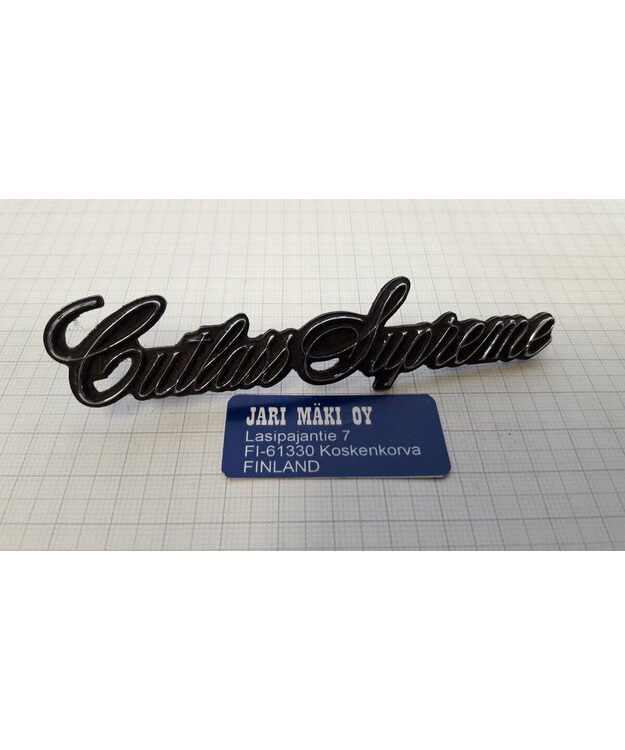 Cutlass Supreme
JARI MÄKI OY
Lasipajantie 7
FI-61330 Koskenkorva
FINLAND